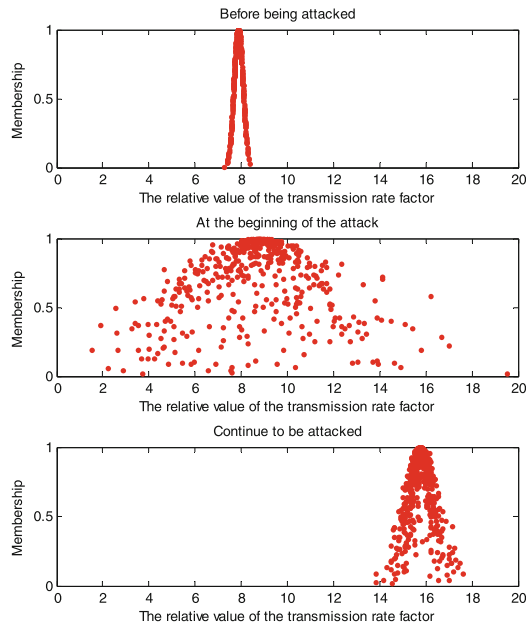 Before being attacked
1
0.5
0
Membership
0 2 4 6 8 10 12 14 16 18 20
The relative value of the transmission rate factor
At the beginning of the attack
1
0.5
0
Membership
0 2 4 6 8 10 12 14 16 18 20
The relative value of the transmission rate factor
Continue to be attacked
1
0.5
0
Membership
0 2 4 6 8 10 12 14 16 18 20
The relative value of the transmission rate factor